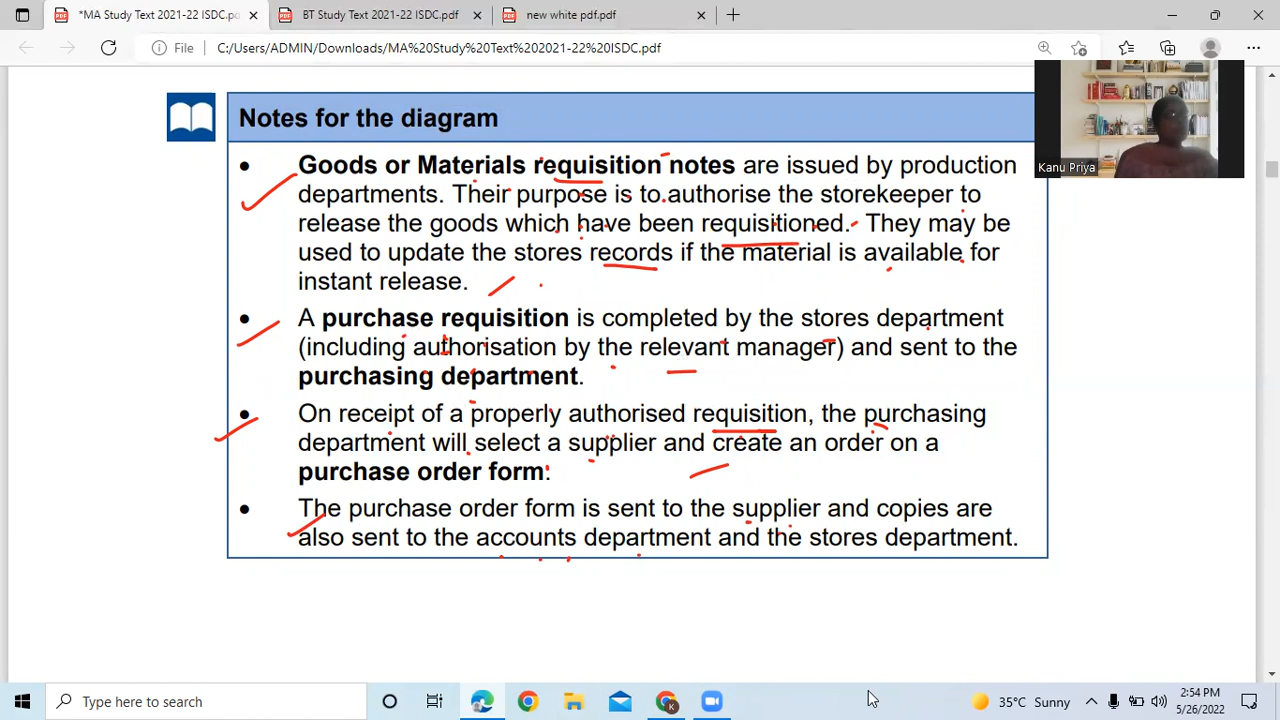 *MA Study Text 2021-22 ISDC.pd
BT Study Text 2021-22 ISDC.pdf
new white pdf.pdf
File
C:/Users/ADMIN/Downloads/MA%20Study%20Text%202021-22%20ISDC.pdf
Kanu Priya
Notes for the diagram
• Goods or Materials requisition notes are issued by production
departments. Their purpose is to authorise the storekeeper to
release the goods which have been requisitioned. They may be
used to update the stores records if the material is available for
instant release.
• A purchase requisition is completed by the stores department
(including authorisation by the relevant manager) and sent to the
purchasing department.
• On receipt of a properly authorised requisition, the purchasing
department will select a supplier and create an order on a
purchase order form.
• The purchase order form is sent to the supplier and copies are
also sent to the accounts department and the stores department.
Type here to search
35°C Sunny
2:54 PM
5/26/2022